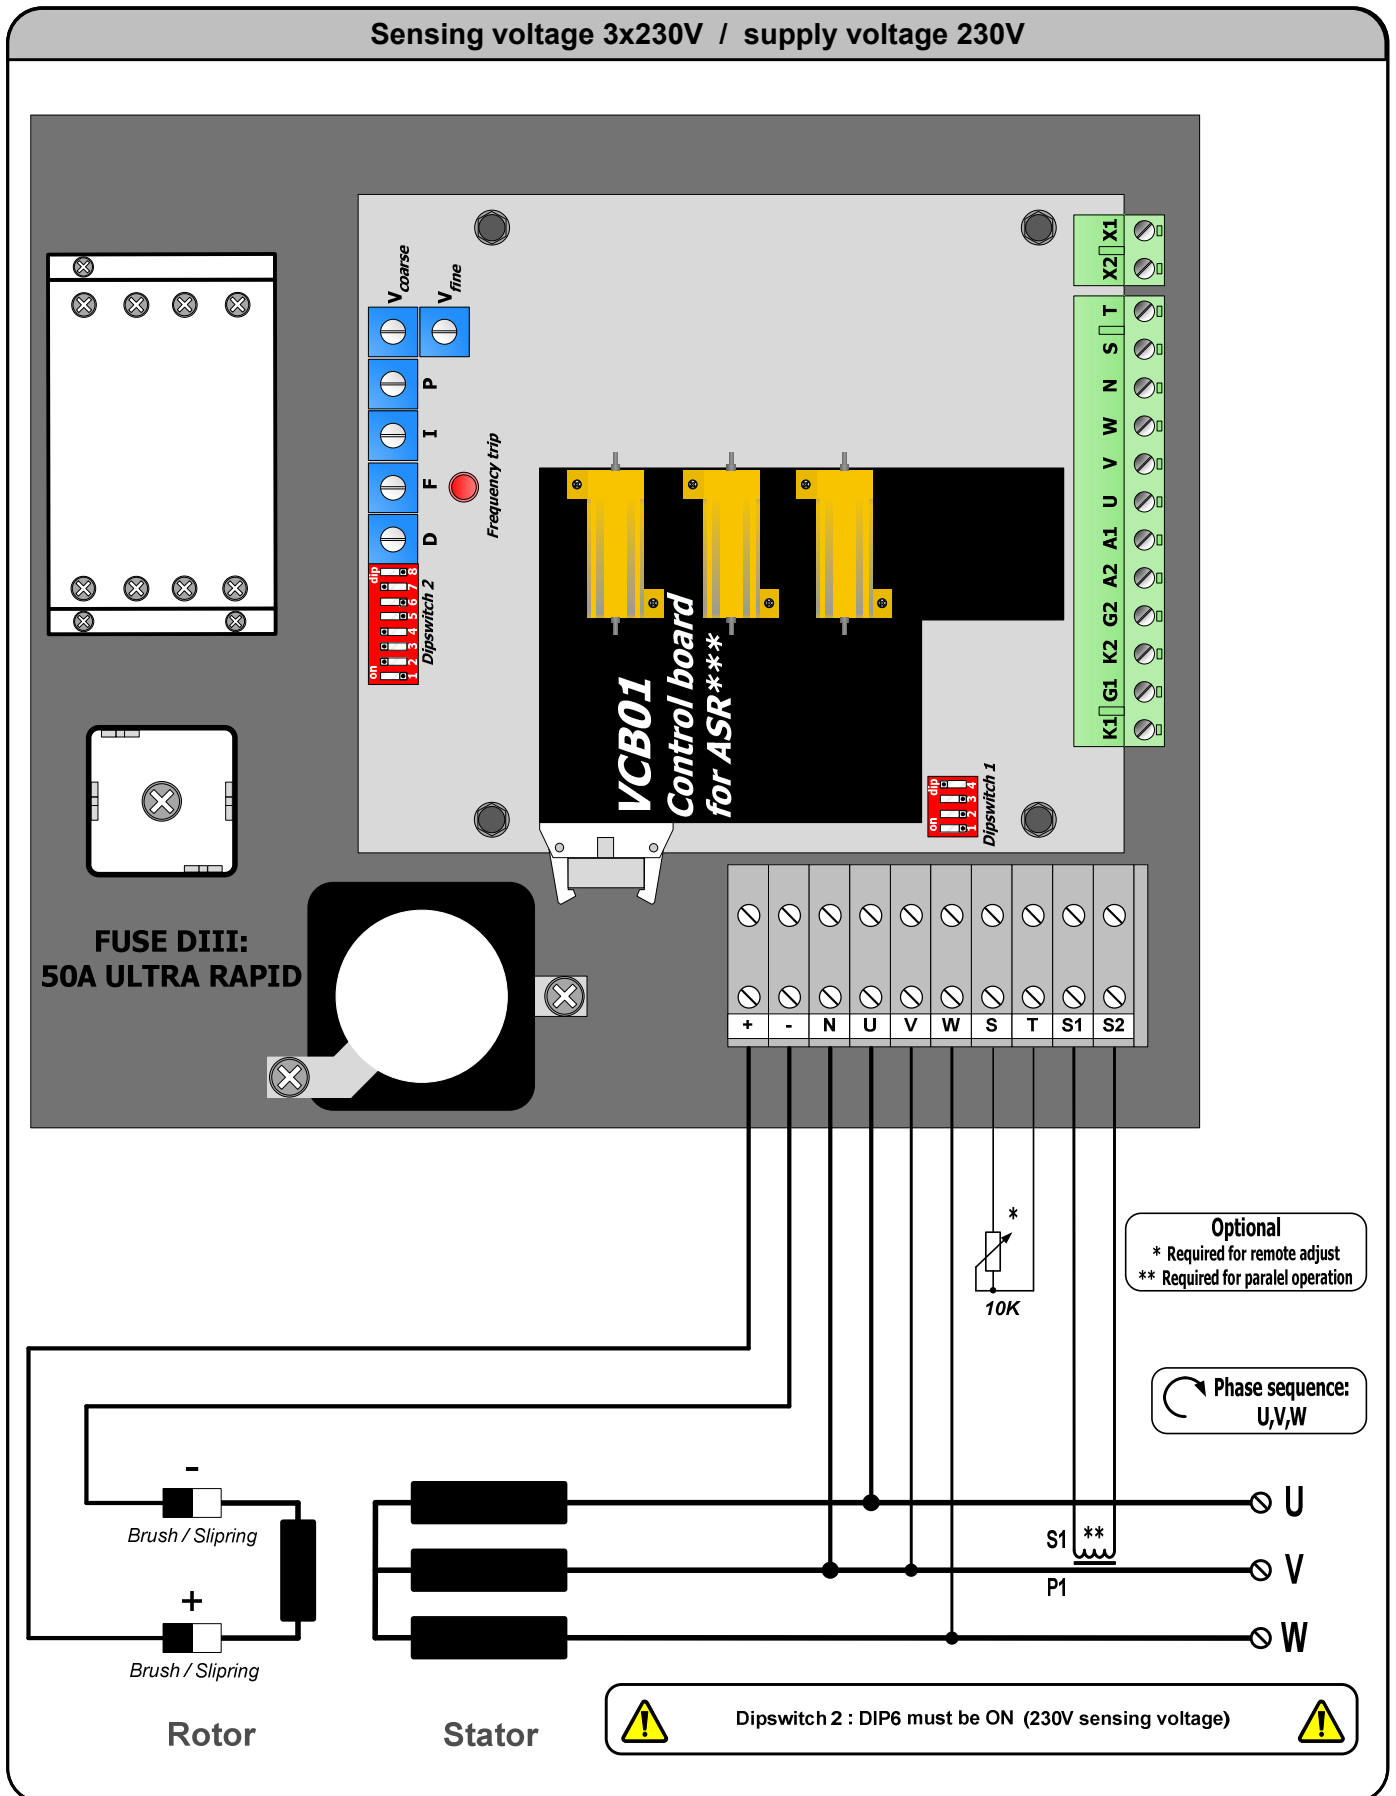 Sensing voltage 3x230V / supply voltage 230V
Vcoarse
Vfine
P
I
F
D
Frequency trip
dip
on
1 2 3 4 5 6 7 8
Dipswitch 2
VCB01
Control board
for ASR***
dip
on
1 2 3 4
Dipswitch 1
X1
X2
T
S
N
W
V
U
A1
A2
G2
K2
G1
K1
FUSE DIII:
50A ULTRA RAPID
+ - N U V W S T S1 S2
*
10K
Optional
* Required for remote adjust
** Required for paralel operation
Phase sequence:
U,V,W
-
Brush / Slipring
+
Brush / Slipring
S1 **
P1
U
V
W
Rotor
Stator
Dipswitch 2 : DIP6 must be ON (230V sensing voltage)